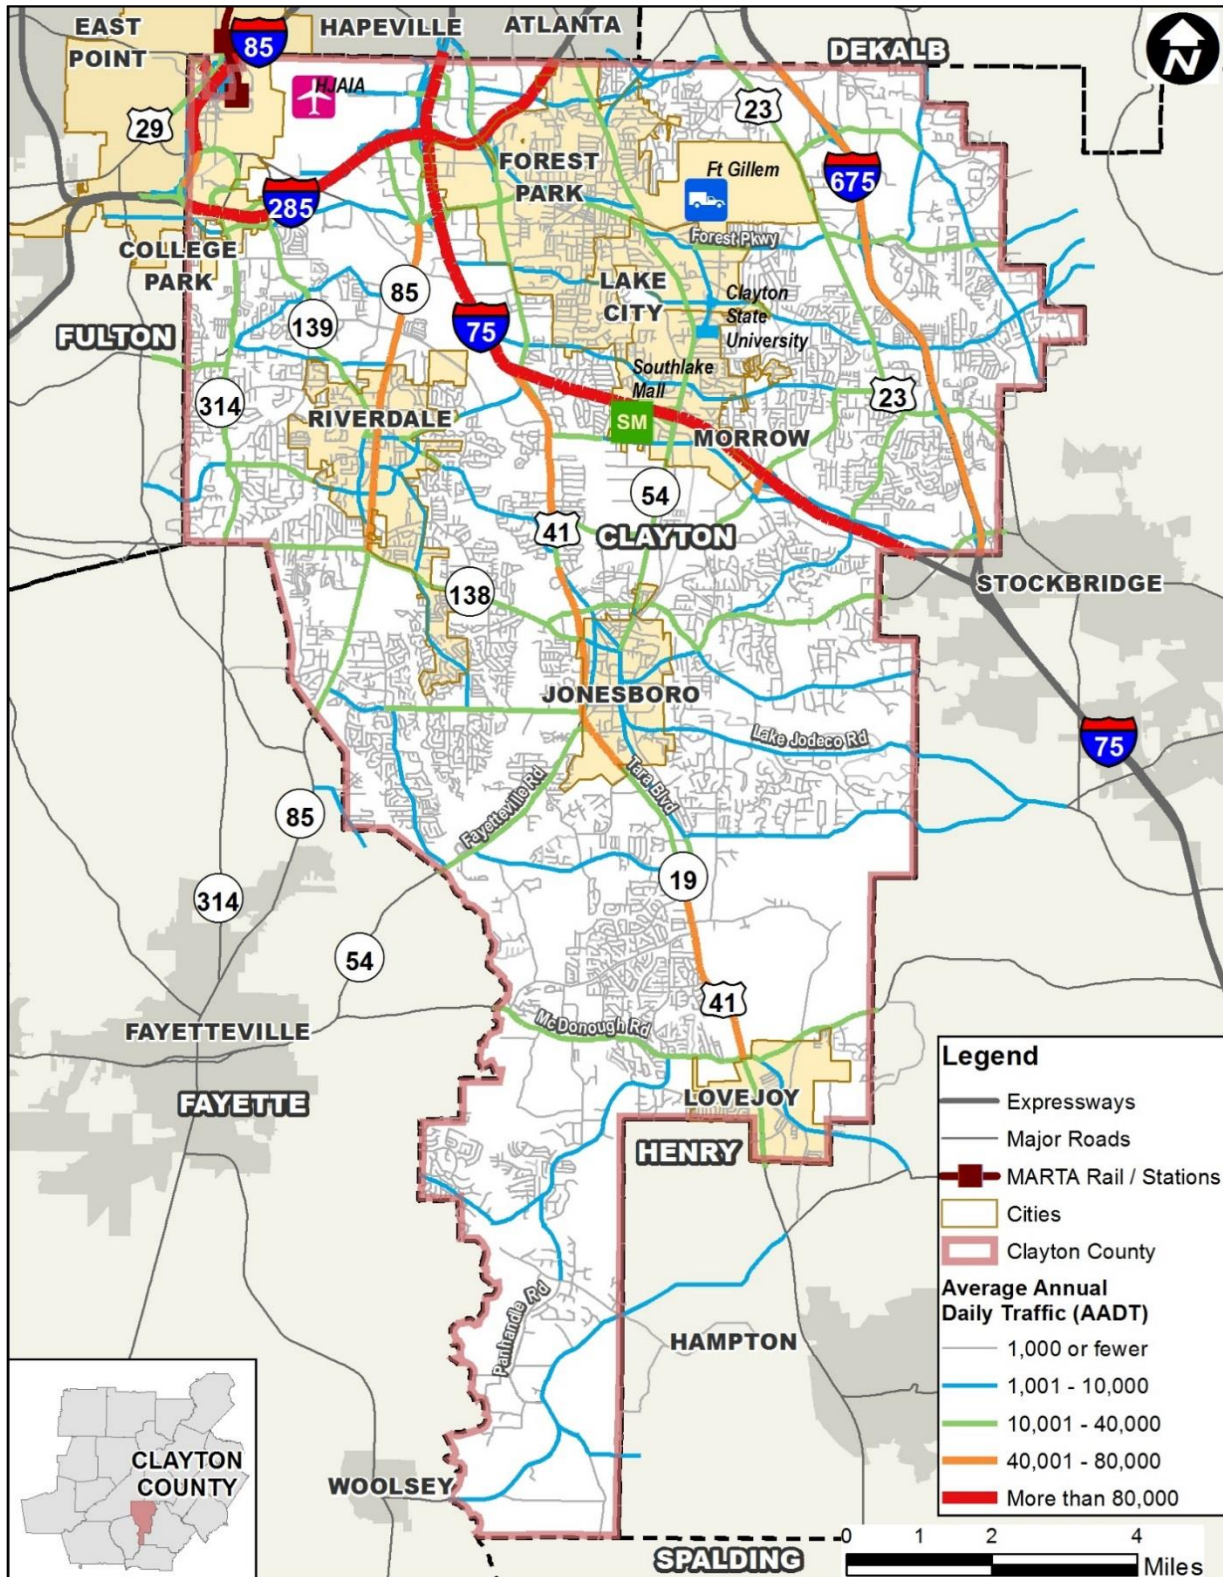 EAST
POINT
85
HAPEVILLE
ATLANTA
DEKALB
N
HJAIA
29
23
FOREST
PARK
Ft Gillem
675
285
Forest Pkwy
COLLEGE
PARK
85
LAKE
CITY
Clayton
State
University
139
75
FULTON
Southlake
Mall
314
23
RIVERDALE
SM
MORROW
54
41
CLAYTON
138
STOCKBRIDGE
JONESBORO
Lake Jodeco Rd
75
Fayetteville Rd
Tara Blvd
85
19
314
54
41
FAYETTEVILLE
McDonough Rd
FAYETTE
LOVEJOY
HENRY
Panhandle Rd
HAMPTON
WOOLSEY
SPALDING
CLAYTON
COUNTY
Legend
Expressways
Major Roads
MARTA Rail / Stations
Cities
Clayton County
Average Annual
Daily Traffic (AADT)
1,000 or fewer
1,001 - 10,000
10,001 - 40,000
40,001 - 80,000
More than 80,000
0 1 2 4
Miles